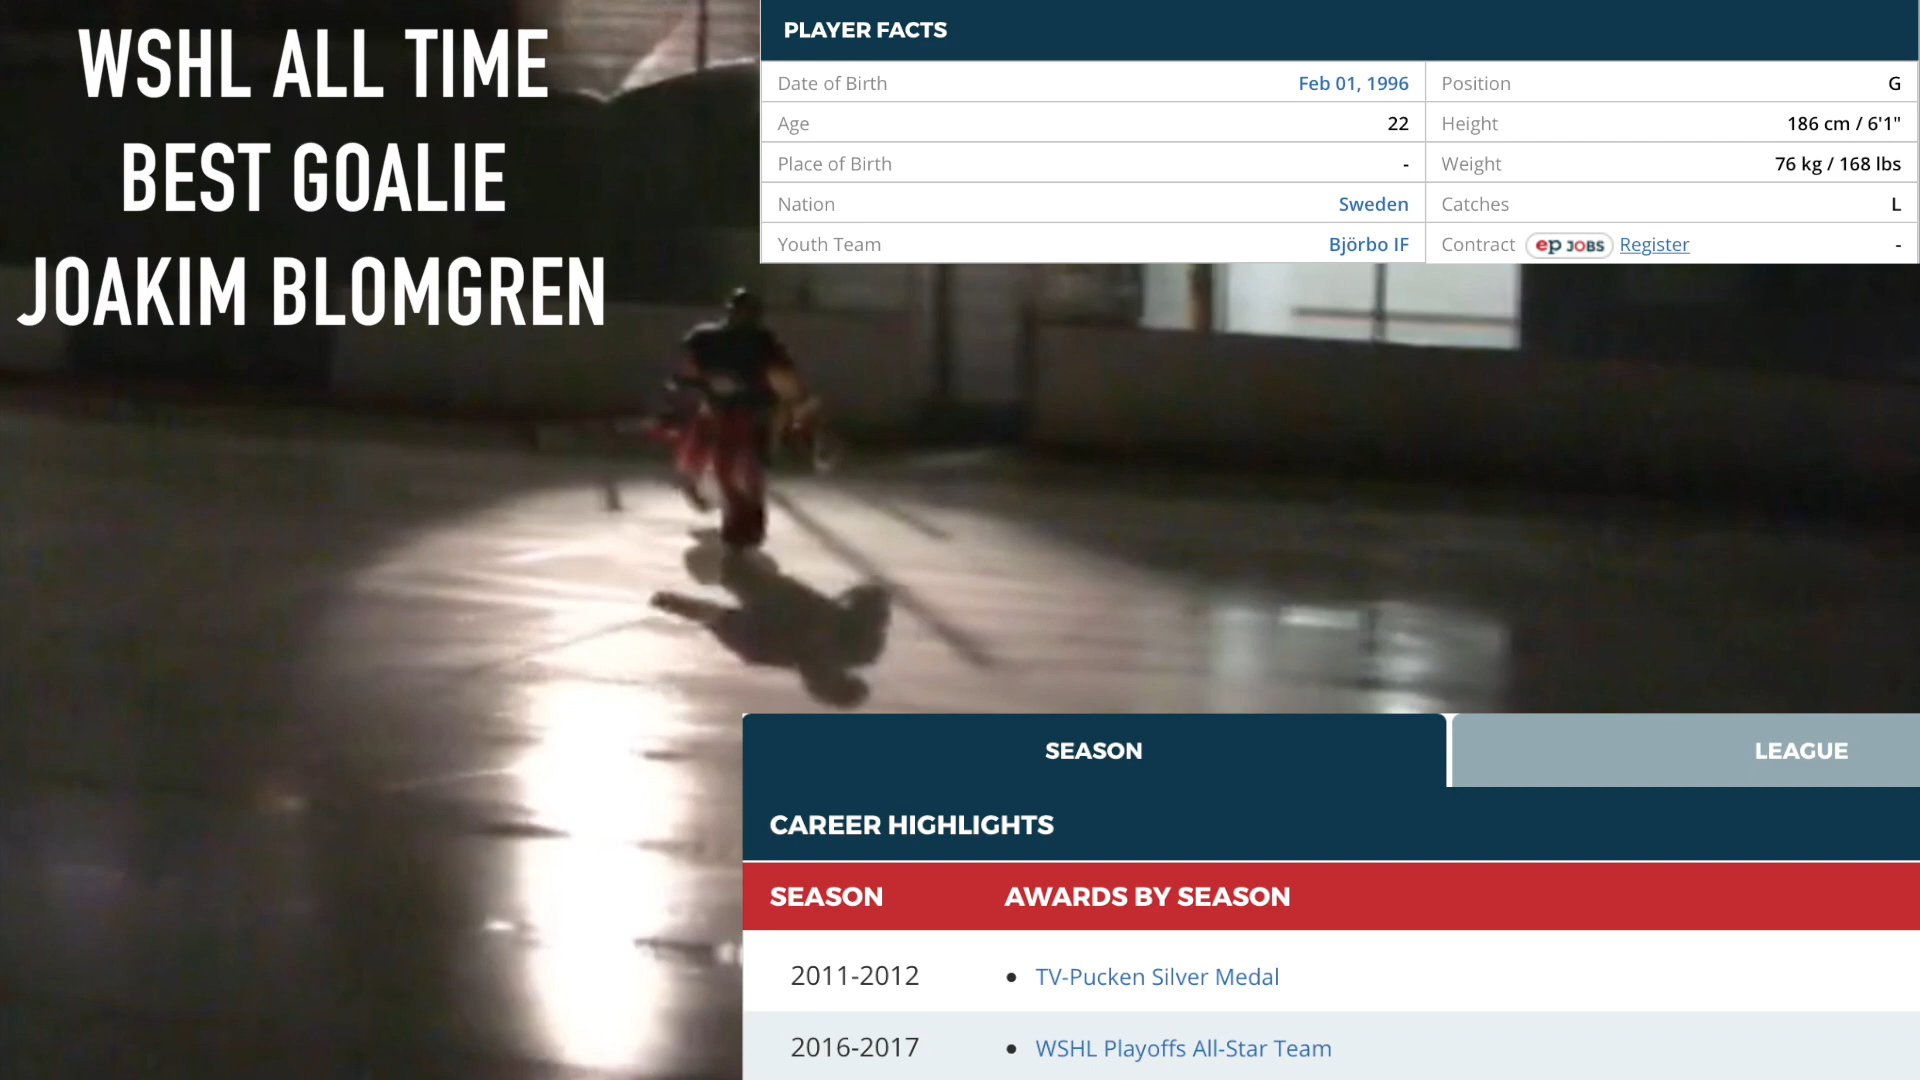 WSHL ALL TIME
BEST GOALIE
JOAKIM BLOMGREN
PLAYER FACTS
Date of Birth Feb 01, 1996 Position G
Age 22 Height 186 cm / 6'1"
Place of Birth - Weight 76 kg / 168 lbs
Nation Sweden Catches L
Youth Team Björbo IF Contract ep JOBS Register -
SEASON LEAGUE
CAREER HIGHLIGHTS
SEASON AWARDS BY SEASON
2011-2012 • TV-Pucken Silver Medal
2016-2017 • WSHL Playoffs All-Star Team